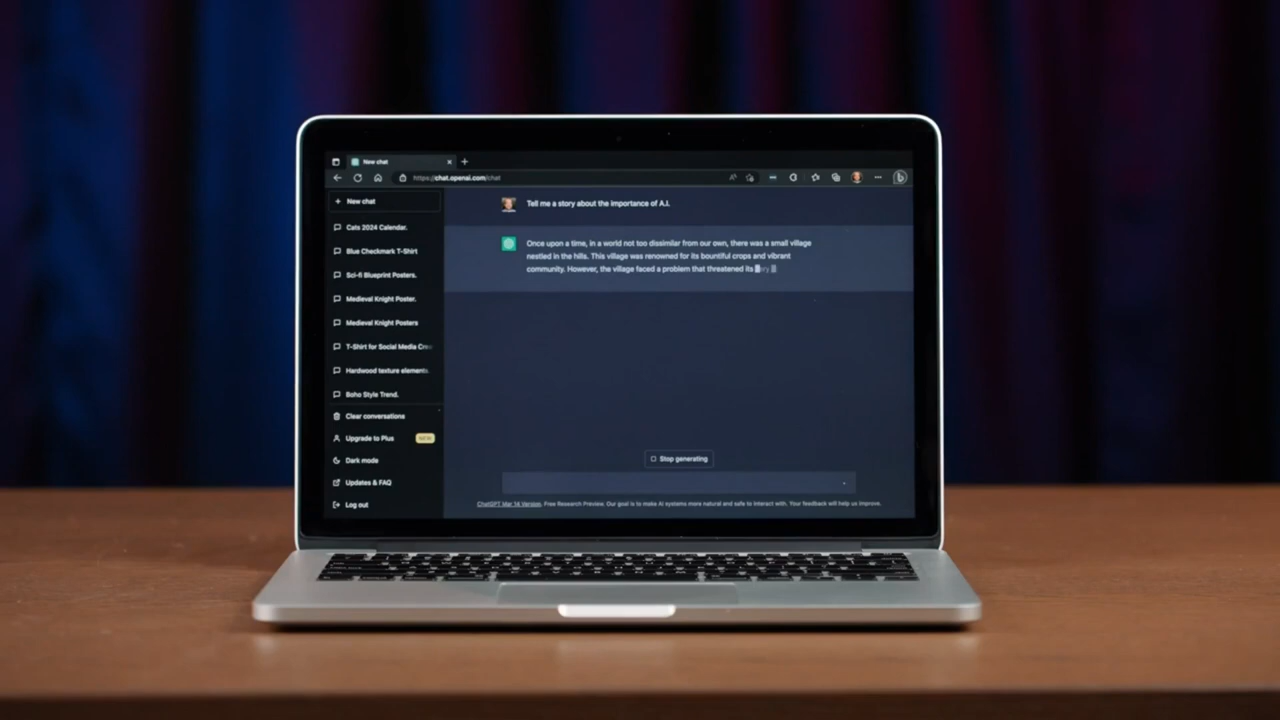 New chat
https://chat.openai.com/chat
New chat
Cats 2024 Calendar.
Blue Checkmark T-Shirt
Sci-fi Blueprint Posters.
Medieval Knight Poster.
Medieval Knight Posters
T-Shirt for Social Media Cre
Hardwood texture elements.
Boho Style Trend.
Clear conversations
Upgrade to Plus NEW
Dark mode
Updates & FAQ
Log out
Tell me a story about the importance of A.I.
Once upon a time, in a world not too dissimilar from our own, there was a small village
nestled in the hills. This village was renowned for its bountiful crops and vibrant
community. However, the village faced a problem that threatened its
Stop generating
ChatGPT Mar 14 Version. Free Research Preview. Our goal is to make AI systems more natural and safe to interact with. Your feedback will help us improve.